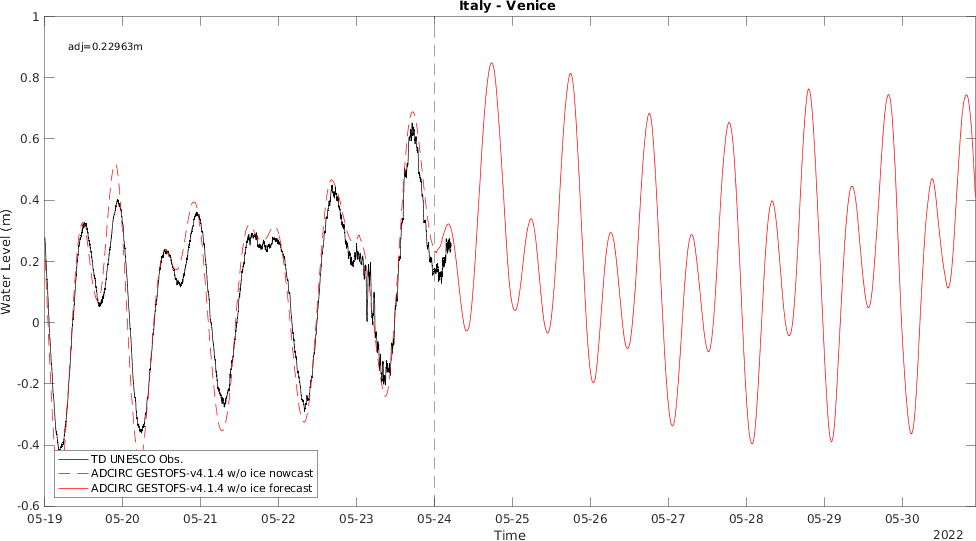 Italy - Venice
adj=0.22963m
Water Level (m)
1
0.8
0.6
0.4
0.2
0
-0.2
-0.4
-0.6
TD UNESCO Obs.
ADCIRC GESTOFS-v4.1.4 w/o ice nowcast
ADCIRC GESTOFS-v4.1.4 w/o ice forecast
05-19 05-20 05-21 05-22 05-23 05-24 05-25 05-26 05-27 05-28 05-29 05-30
Time
2022